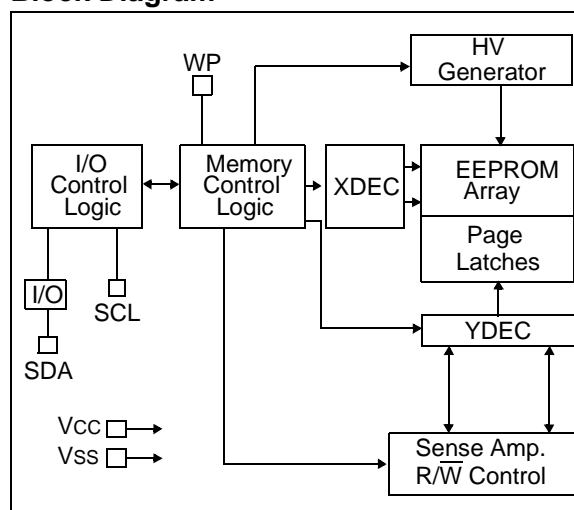 Block Diagram
HV
Generator
WP
I/O
Control
Logic
Memory
Control
Logic
XDEC
EEPROM
Array
Page
Latches
I/O
SCL
SDA
YDEC
VCC
VSS
Sense Amp.
R/W̅ Control